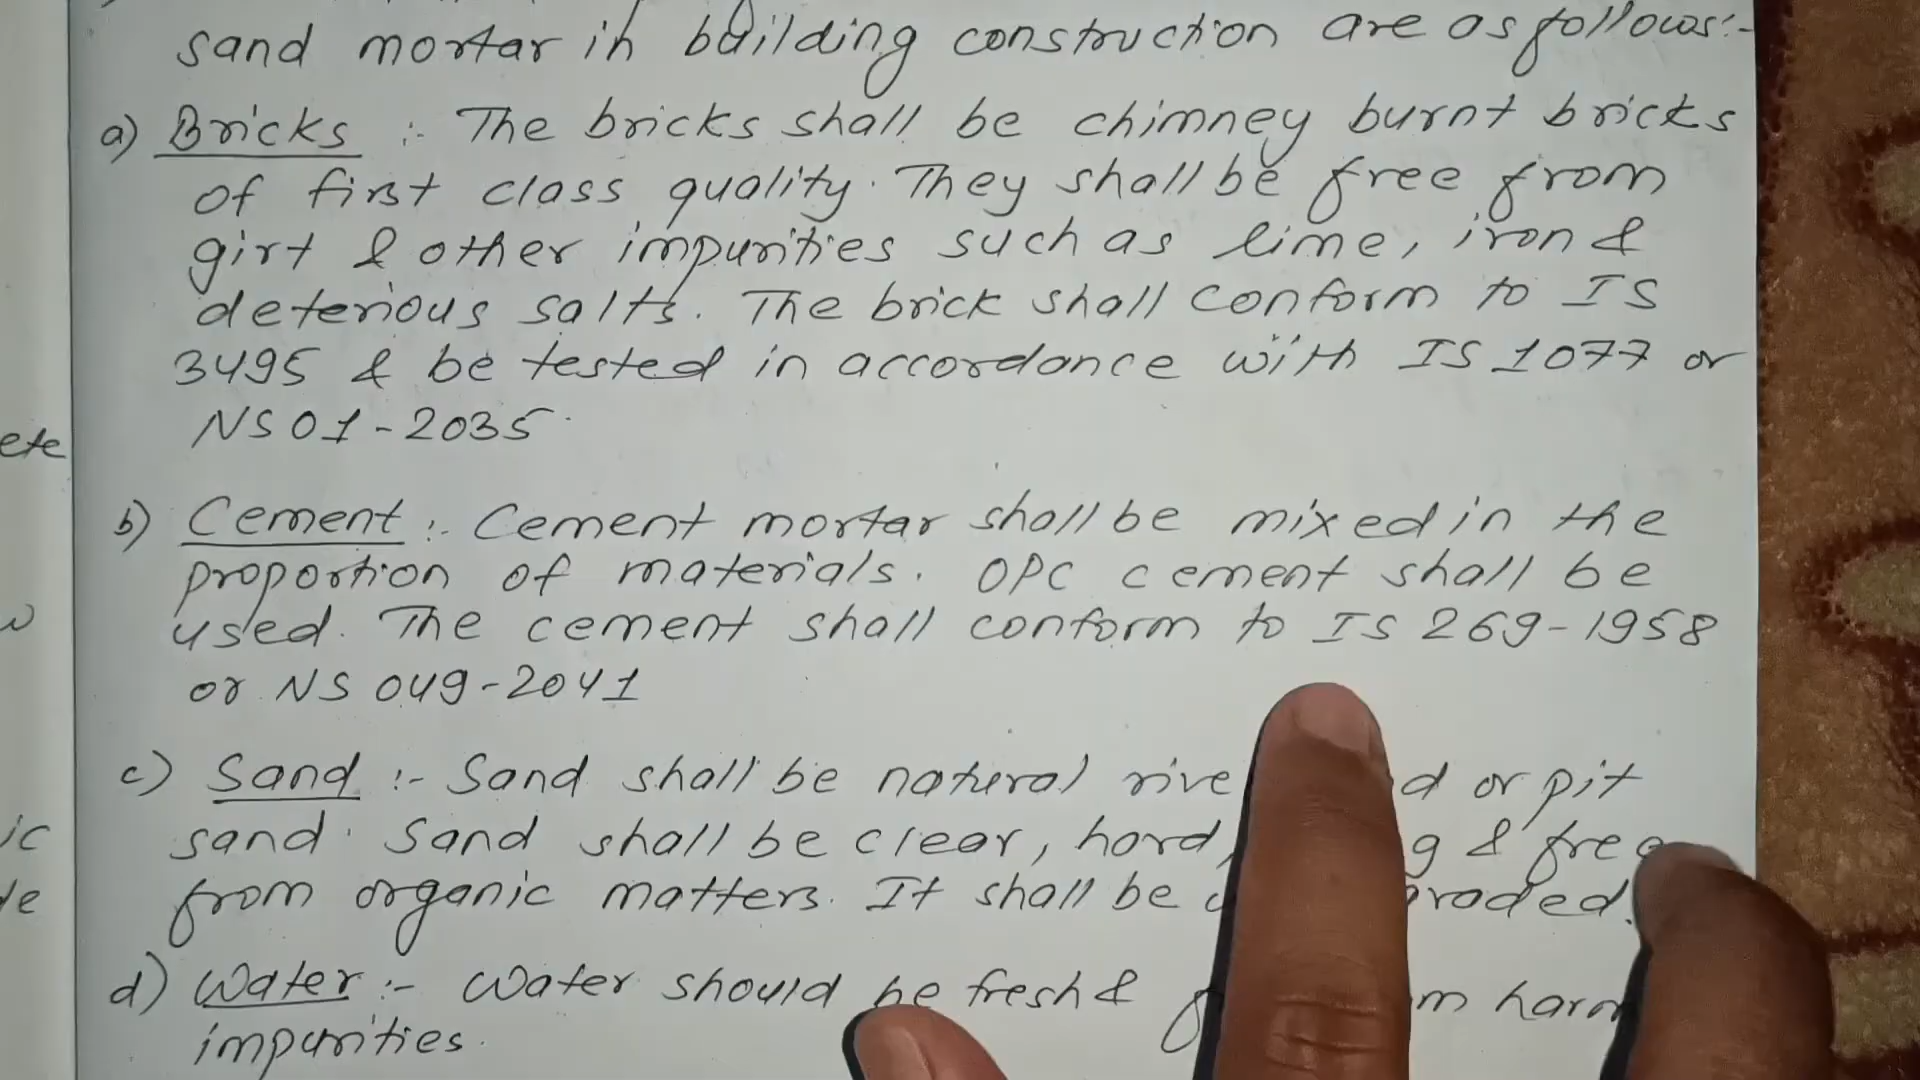 sand mortar in building construction are as follows:-
a) Bricks :- The bricks shall be chimney burnt bricks
of first class quality. They shall be free from
girt & other impurities such as lime, iron &
deterious salts. The brick shall conform to IS
3495 & be tested in accordance with IS 1077 or
NS 01-2035.
ete
b) Cement :- Cement mortar shall be mixed in the
proportion of materials. OPC cement shall be
used. The cement shall conform to IS 269-1958
or NS 049-2041
c) Sand :- Sand shall be natural or pit
ic
sand. Sand shall be clear, hard, & free
from organic matters. It shall be
d) Water :- Water should be fresh &
impurities.